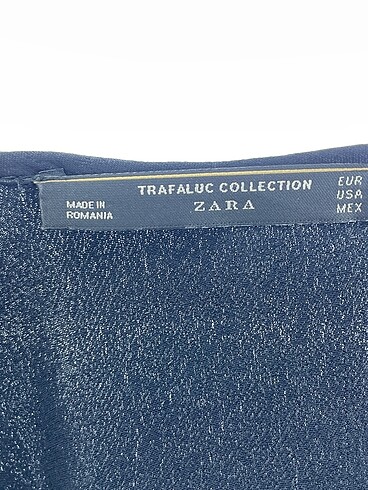 TRAFALUC COLLECTION
ZARA
MADE IN
ROMANIA
EUR
USA
MEX